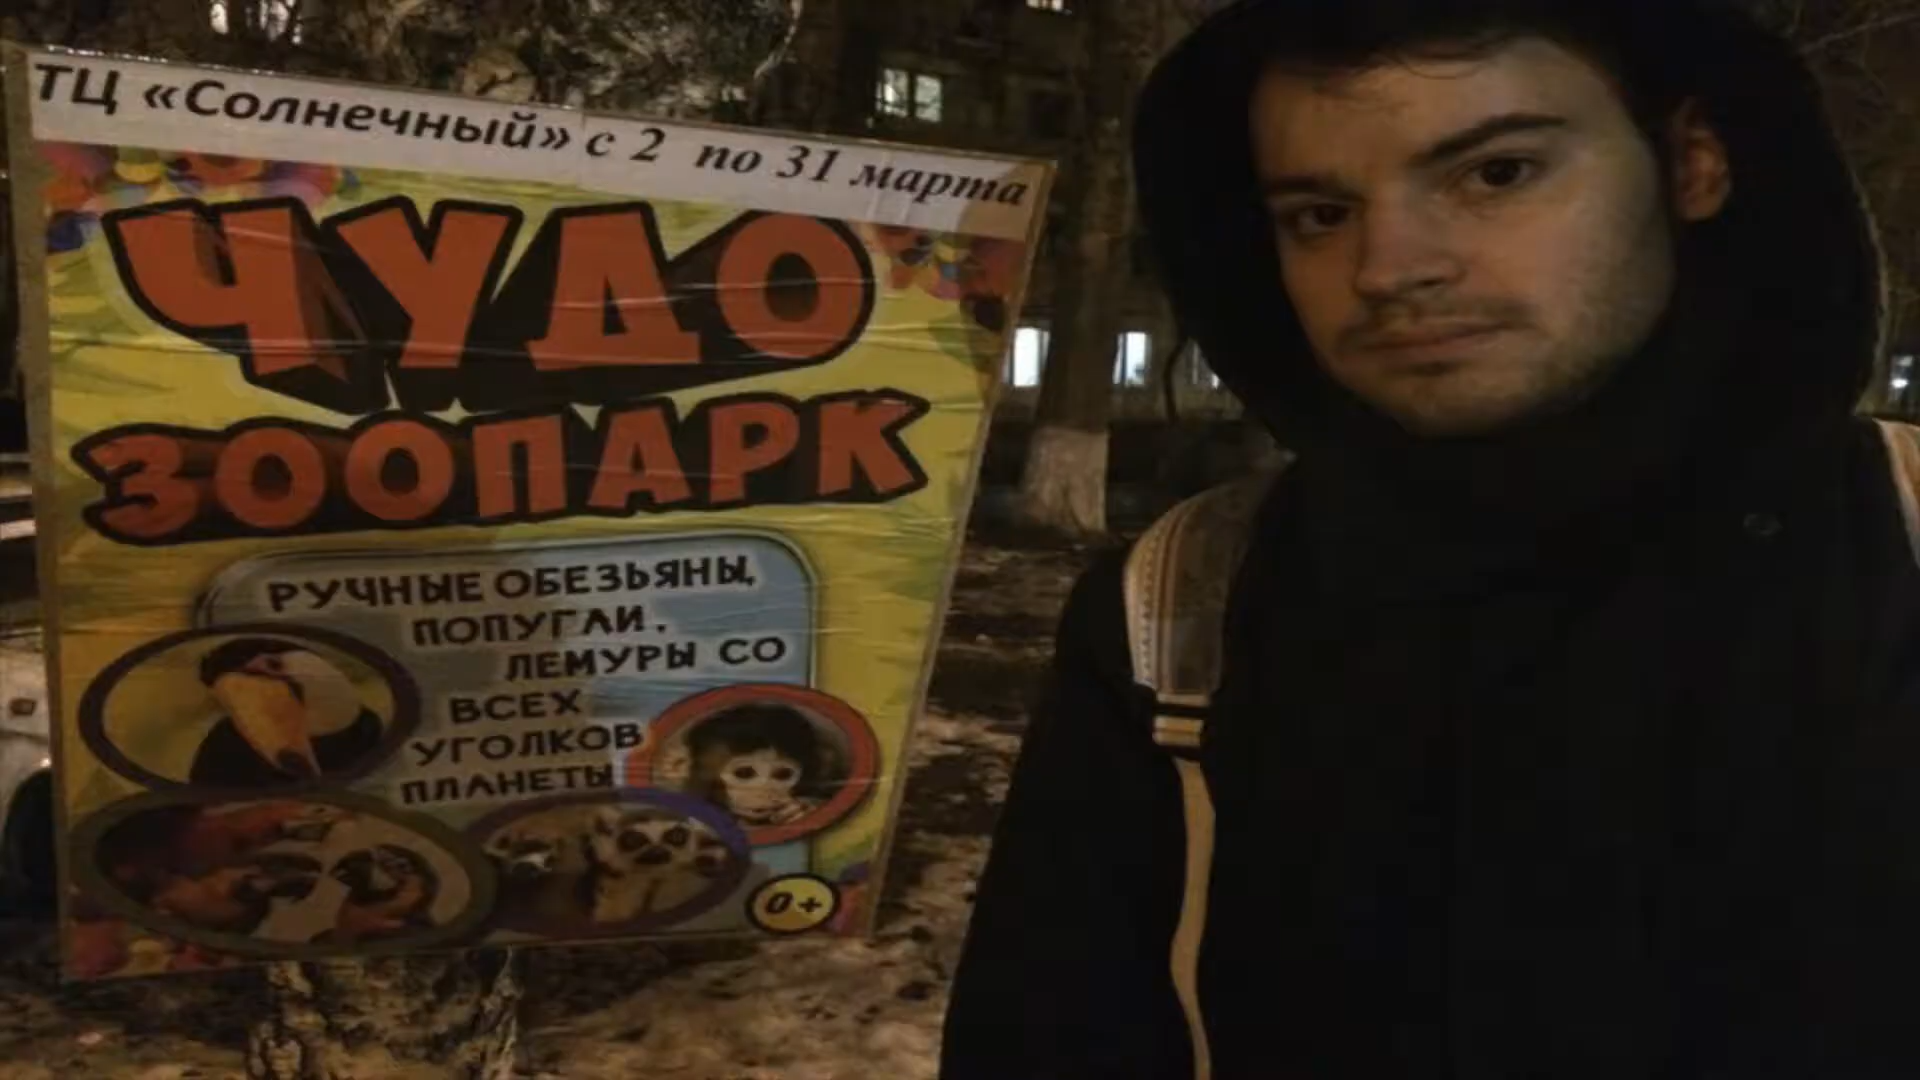 ТЦ «Солнечный» с 2 по 31 марта
ЧУДО
ЗООПАРК
РУЧНЫЕ ОБЕЗЬЯНЫ,
ПОПУГАИ,
ЛЕМУРЫ СО
ВСЕХ
УГОЛКОВ
ПЛАНЕТЫ
0+